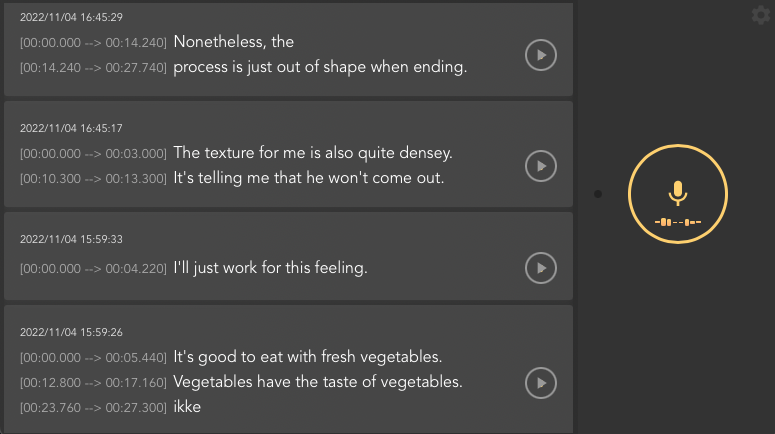 2022/11/04 16:45:29
[00:00.000 --> 00:14.240] Nonetheless, the
[00:14.240 --> 00:27.740] process is just out of shape when ending.
2022/11/04 16:45:17
[00:00.000 --> 00:03.000] The texture for me is also quite densey.
[00:10.300 --> 00:13.300] It's telling me that he won't come out.
2022/11/04 15:59:33
[00:00.000 --> 00:04.220] I'll just work for this feeling.
2022/11/04 15:59:26
[00:00.000 --> 00:05.440] It's good to eat with fresh vegetables.
[00:12.800 --> 00:17.160] Vegetables have the taste of vegetables.
[00:23.760 --> 00:27.300] ikke